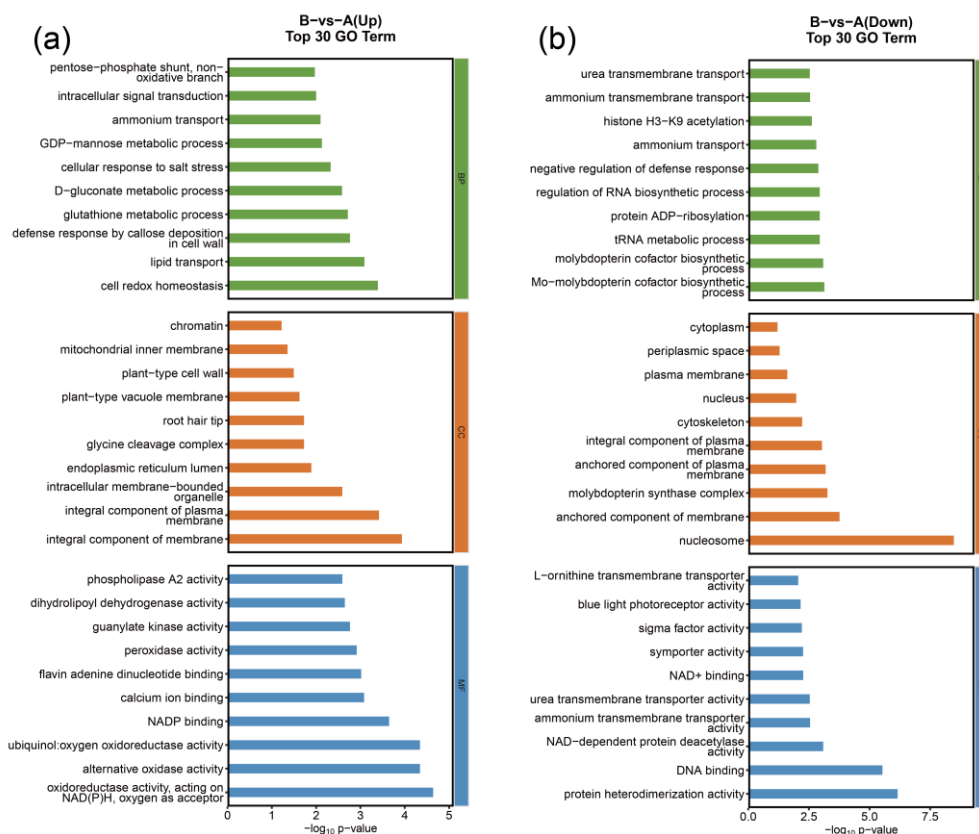 (a)
B−vs−A(Up)
Top 30 GO Term
pentose−phosphate shunt, non-
oxidative branch
intracellular signal transduction
ammonium transport
GDP−mannose metabolic process
cellular response to salt stress
D−gluconate metabolic process
glutathione metabolic process
defense response by callose deposition
in cell wall
lipid transport
cell redox homeostasis
BP
chromatin
mitochondrial inner membrane
plant−type cell wall
plant−type vacuole membrane
root hair tip
glycine cleavage complex
endoplasmic reticulum lumen
intracellular membrane−bounded
organelle
integral component of plasma
membrane
integral component of membrane
CC
phospholipase A2 activity
dihydrolipoyl dehydrogenase activity
guanylate kinase activity
peroxidase activity
flavin adenine dinucleotide binding
calcium ion binding
NADP binding
ubiquinol:oxygen oxidoreductase activity
alternative oxidase activity
oxidoreductase activity, acting on
NAD(P)H, oxygen as acceptor
MF
0 1 2 3 4 5
−log10 p−value
(b)
B−vs−A(Down)
Top 30 GO Term
urea transmembrane transport
ammonium transmembrane transport
histone H3−K9 acetylation
ammonium transport
negative regulation of defense response
regulation of RNA biosynthetic process
protein ADP−ribosylation
tRNA metabolic process
molybdopterin cofactor biosynthetic
process
Mo−molybdopterin cofactor biosynthetic
process
cytoplasm
periplasmic space
plasma membrane
nucleus
cytoskeleton
integral component of plasma
membrane
anchored component of plasma
membrane
molybdopterin synthase complex
anchored component of membrane
nucleosome
L−ornithine transmembrane transporter
activity
blue light photoreceptor activity
sigma factor activity
symporter activity
NAD+ binding
urea transmembrane transporter activity
ammonium transmembrane transporter
activity
NAD−dependent protein deacetylase
activity
DNA binding
protein heterodimerization activity
0.0 2.5 5.0 7.5
−log10 p−value